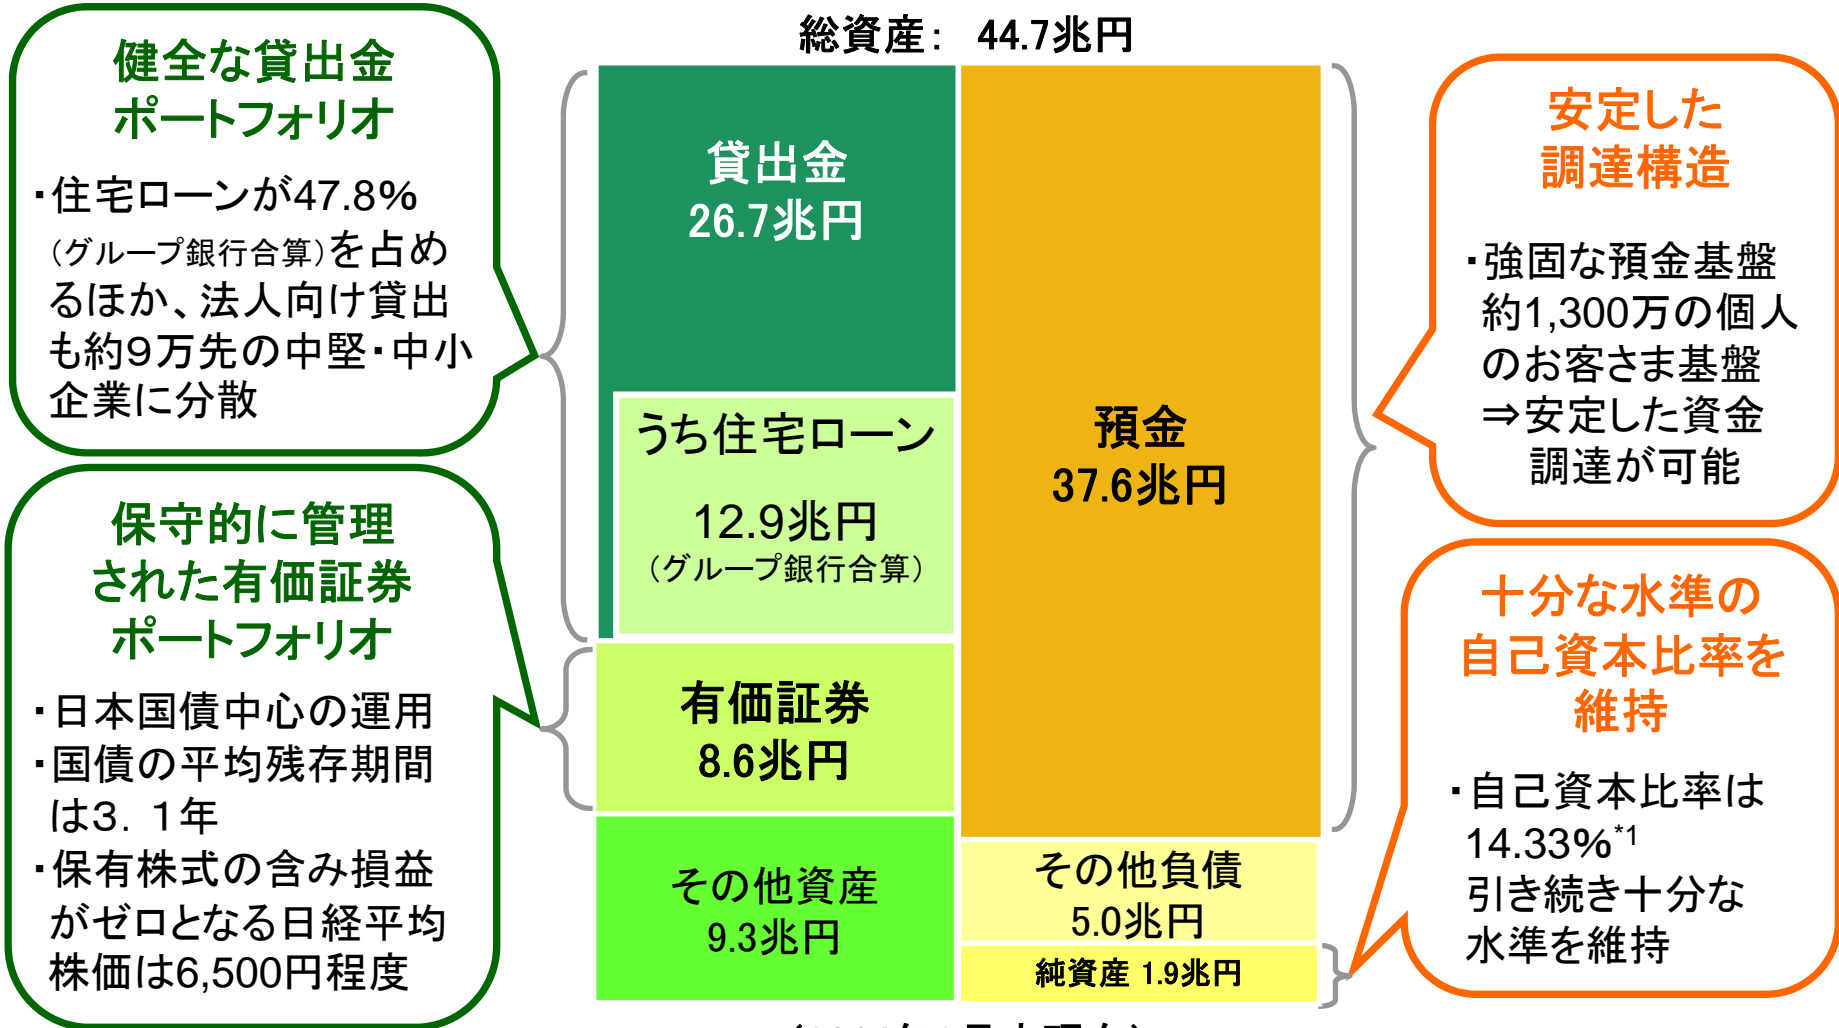 総資産： 44.7兆円
健全な貸出金
ポートフォリオ
・住宅ローンが47.8%
（グループ銀行合算）を占め
るほか、法人向け貸出
も約９万先の中堅・中小
企業に分散
保守的に管理
された有価証券
ポートフォリオ
・日本国債中心の運用
・国債の平均残存期間
は3．1年
・保有株式の含み損益
がゼロとなる日経平均
株価は6,500円程度
貸出金
26.7兆円
うち住宅ローン
12.9兆円
（グループ銀行合算）
有価証券
8.6兆円
その他資産
9.3兆円
預金
37.6兆円
その他負債
5.0兆円
純資産 1.9兆円
安定した
調達構造
・強固な預金基盤
約1,300万の個人
のお客さま基盤
⇒安定した資金
調達が可能
十分な水準の
自己資本比率を
維持
・自己資本比率は
14.33%*1
引き続き十分な
水準を維持